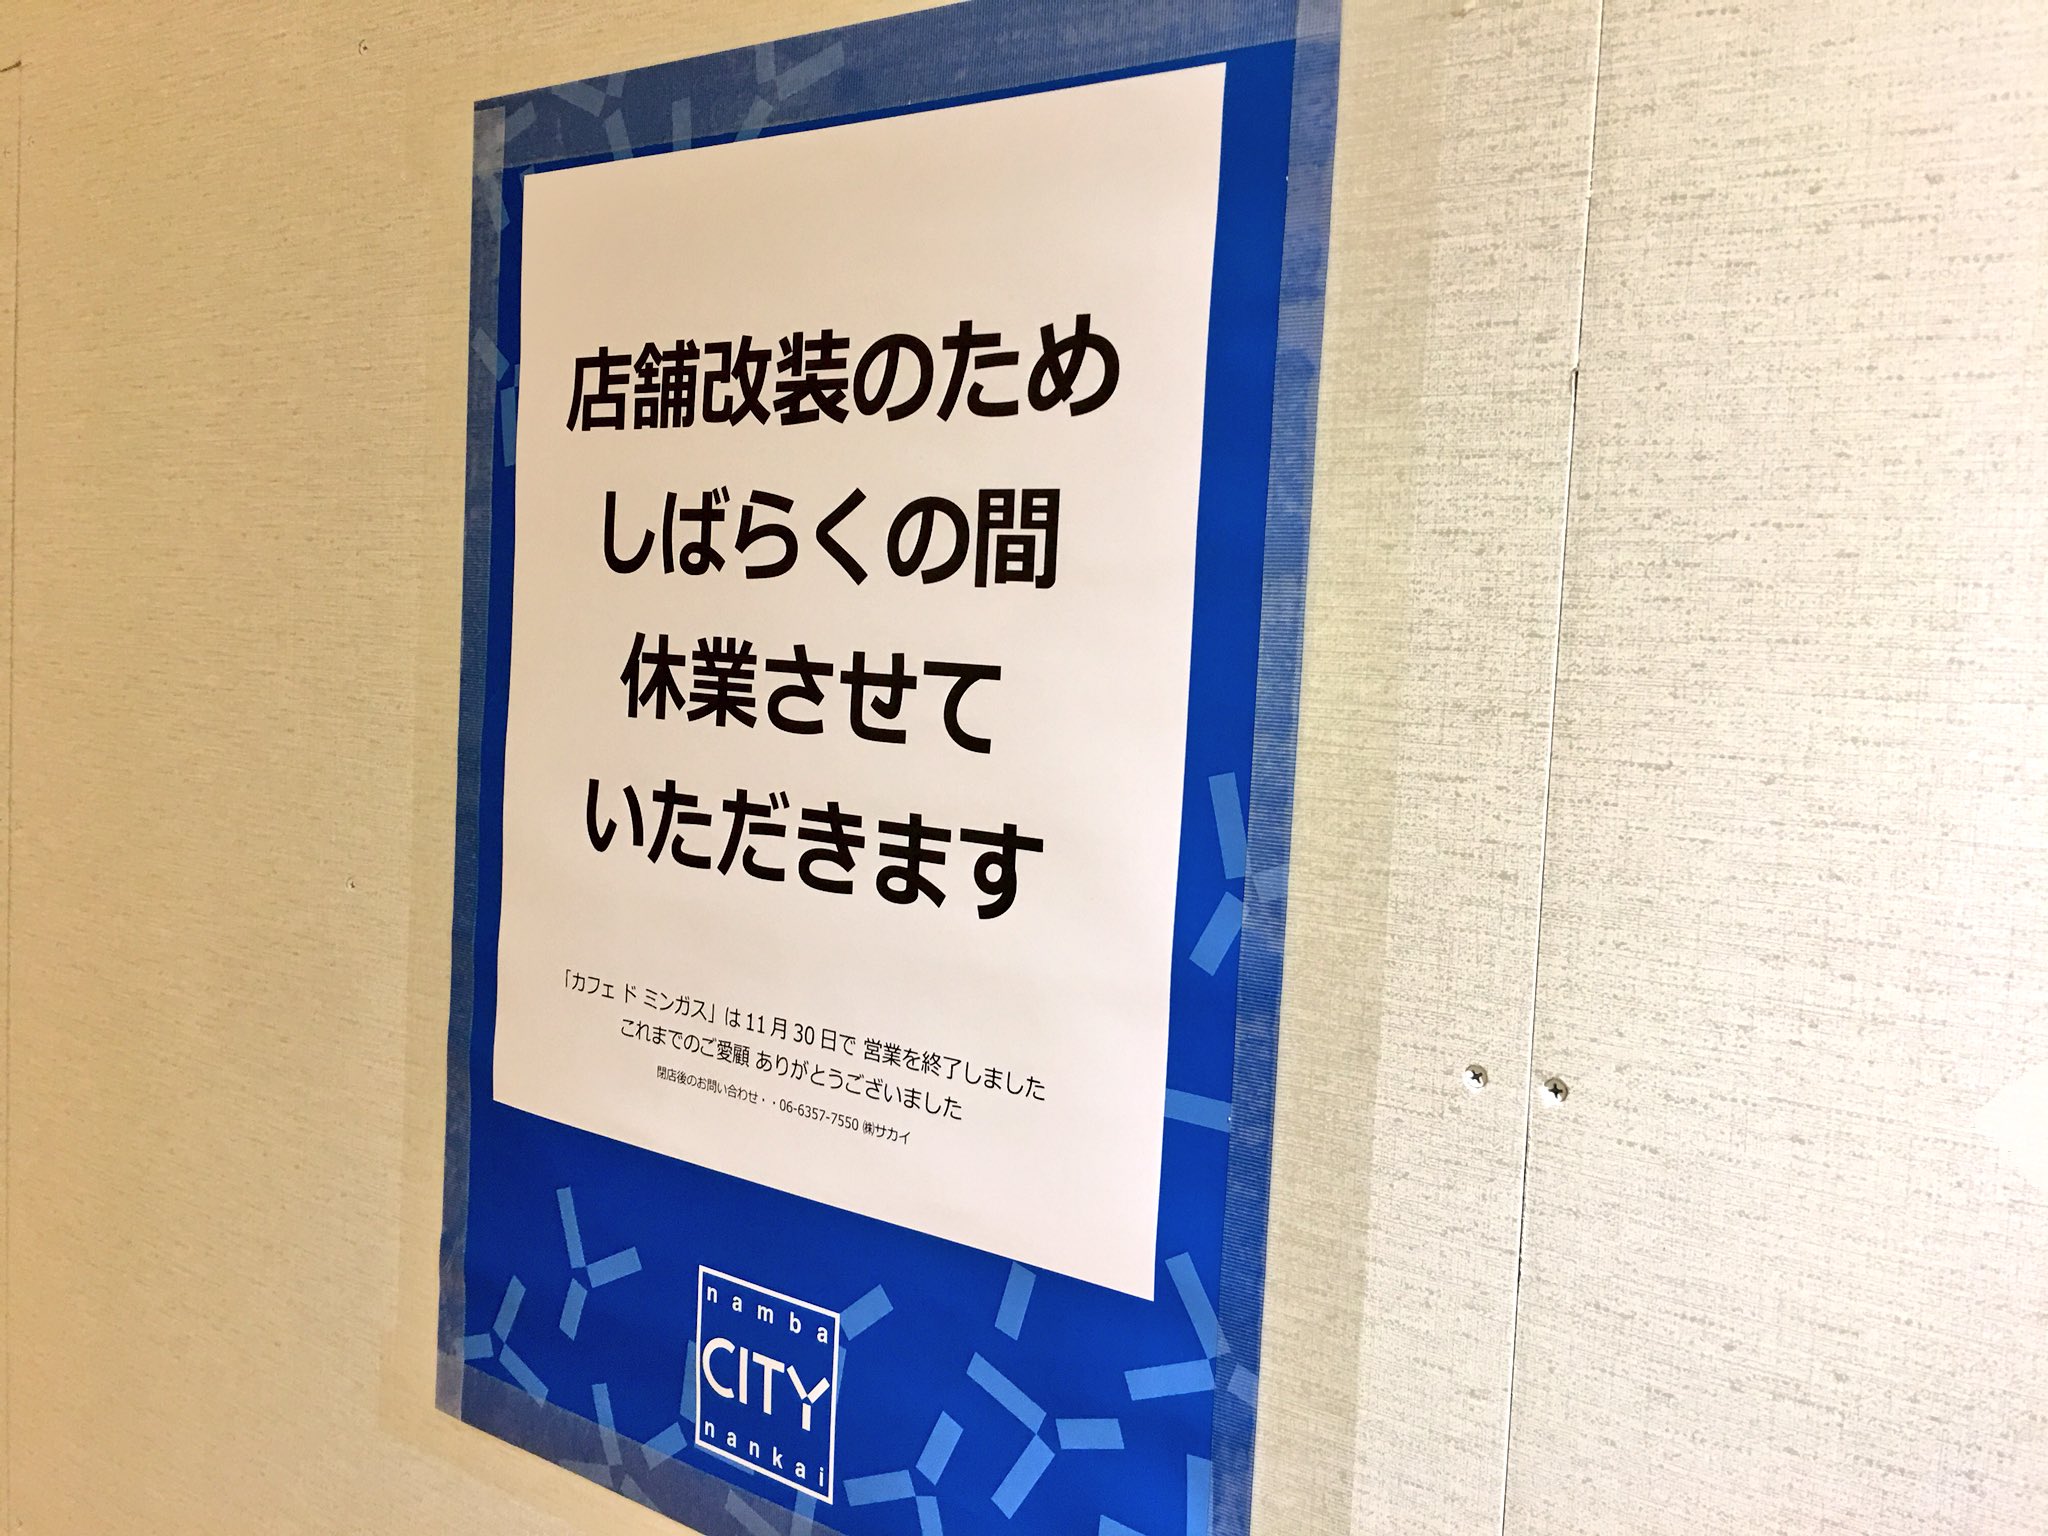 店舗改装のため
しばらくの間
休業させて
いただきます
「カフェ ド ミンガス」は11月30日で 営業を終了しました
これまでのご愛顧 ありがとうございました
閉店後のお問い合わせ・・06-6357-7550 ㈱サカイ
namba
CITY
nankai